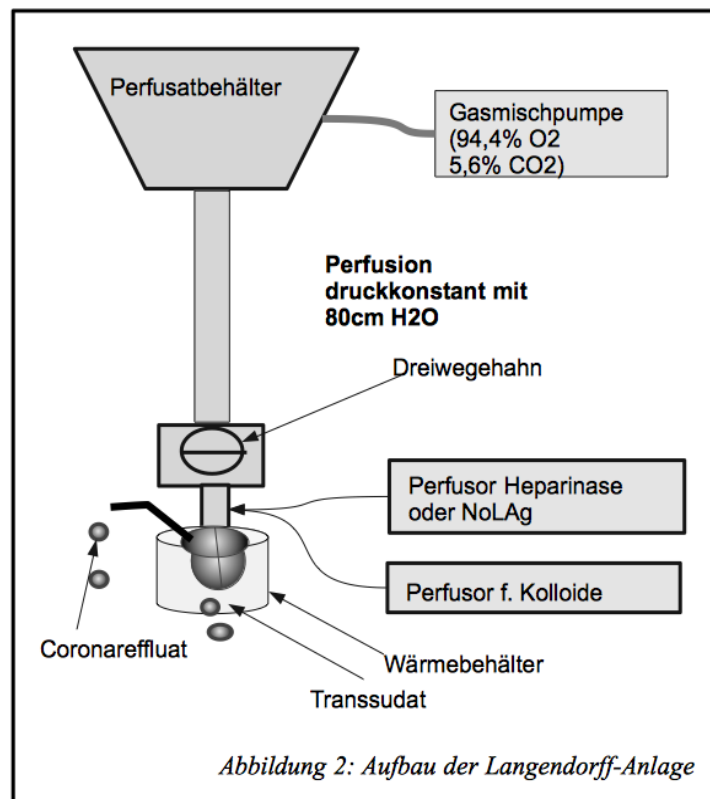 Perfusatbehälter
Gasmischpumpe
(94,4% O2
5,6% CO2)
Perfusion
druckkonstant mit
80cm H2O
Dreiwegehahn
Perfusor Heparinase
oder NoLAg
Perfusor f. Kolloide
Coronareffluat
Wärmebehälter
Transsudat
Abbildung 2: Aufbau der Langendorff-Anlage